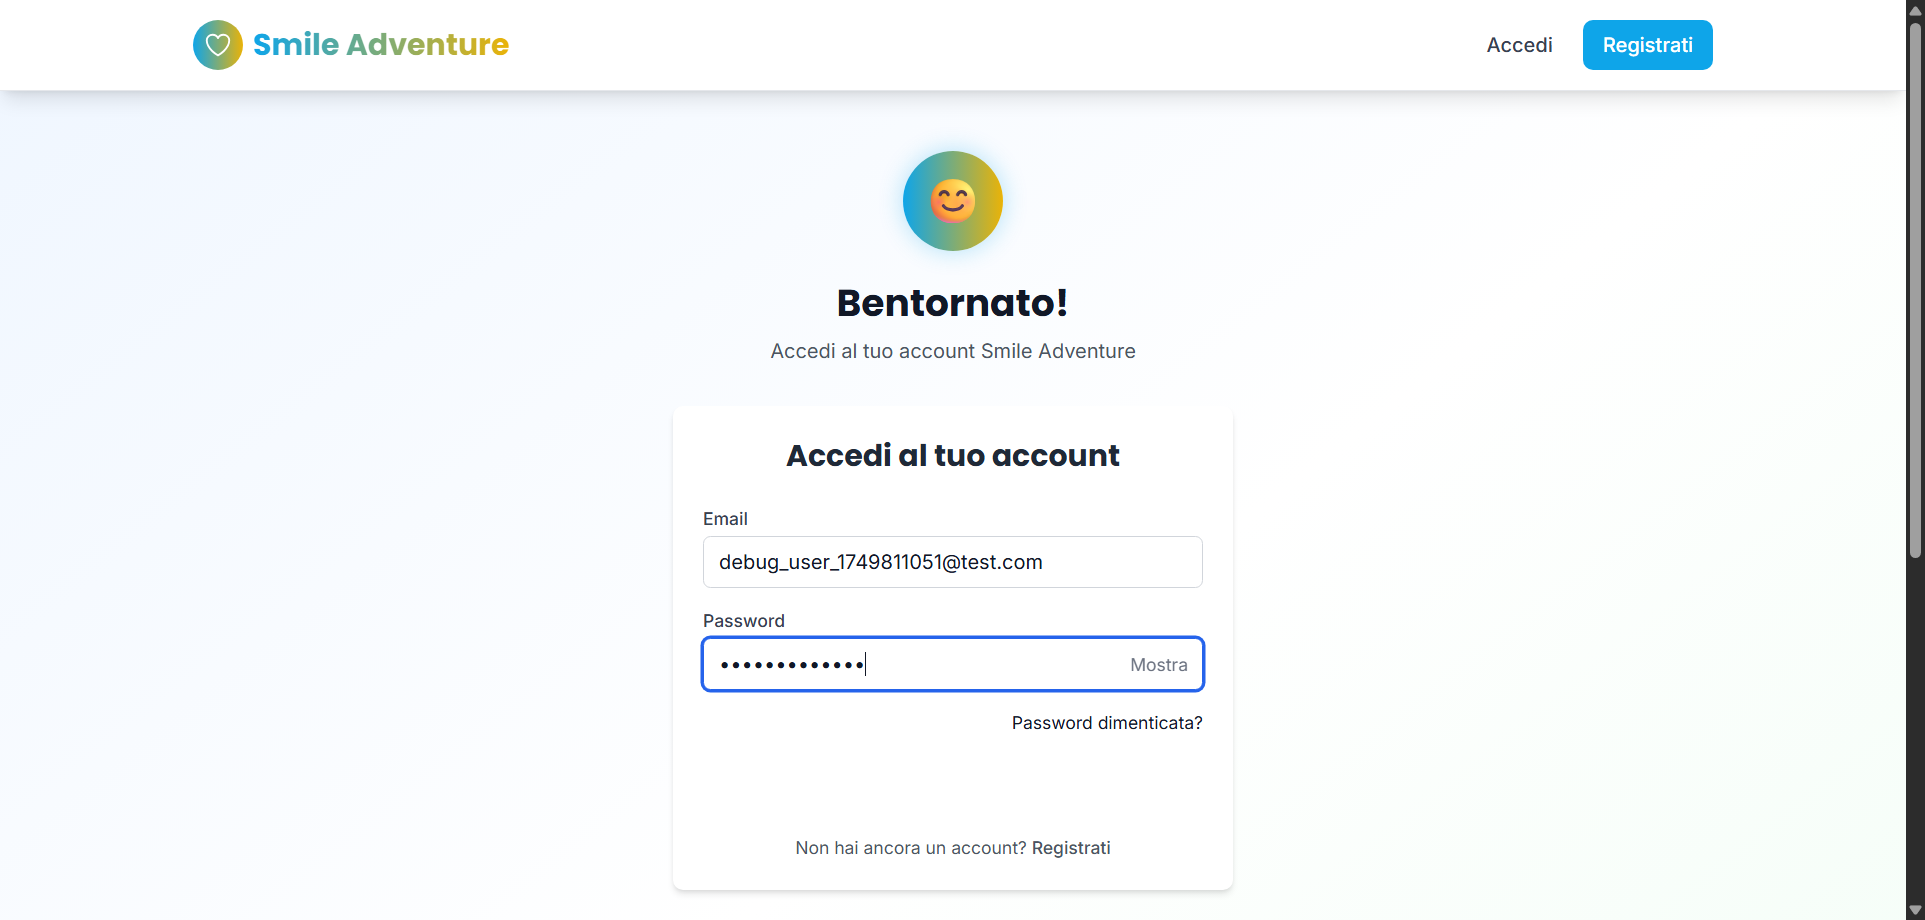 Smile Adventure
Accedi
Registrati
Bentornato!
Accedi al tuo account Smile Adventure
Accedi al tuo account
Email
debug_user_1749811051@test.com
Password
•••••••••••••
Mostra
Password dimenticata?
Non hai ancora un account? Registrati